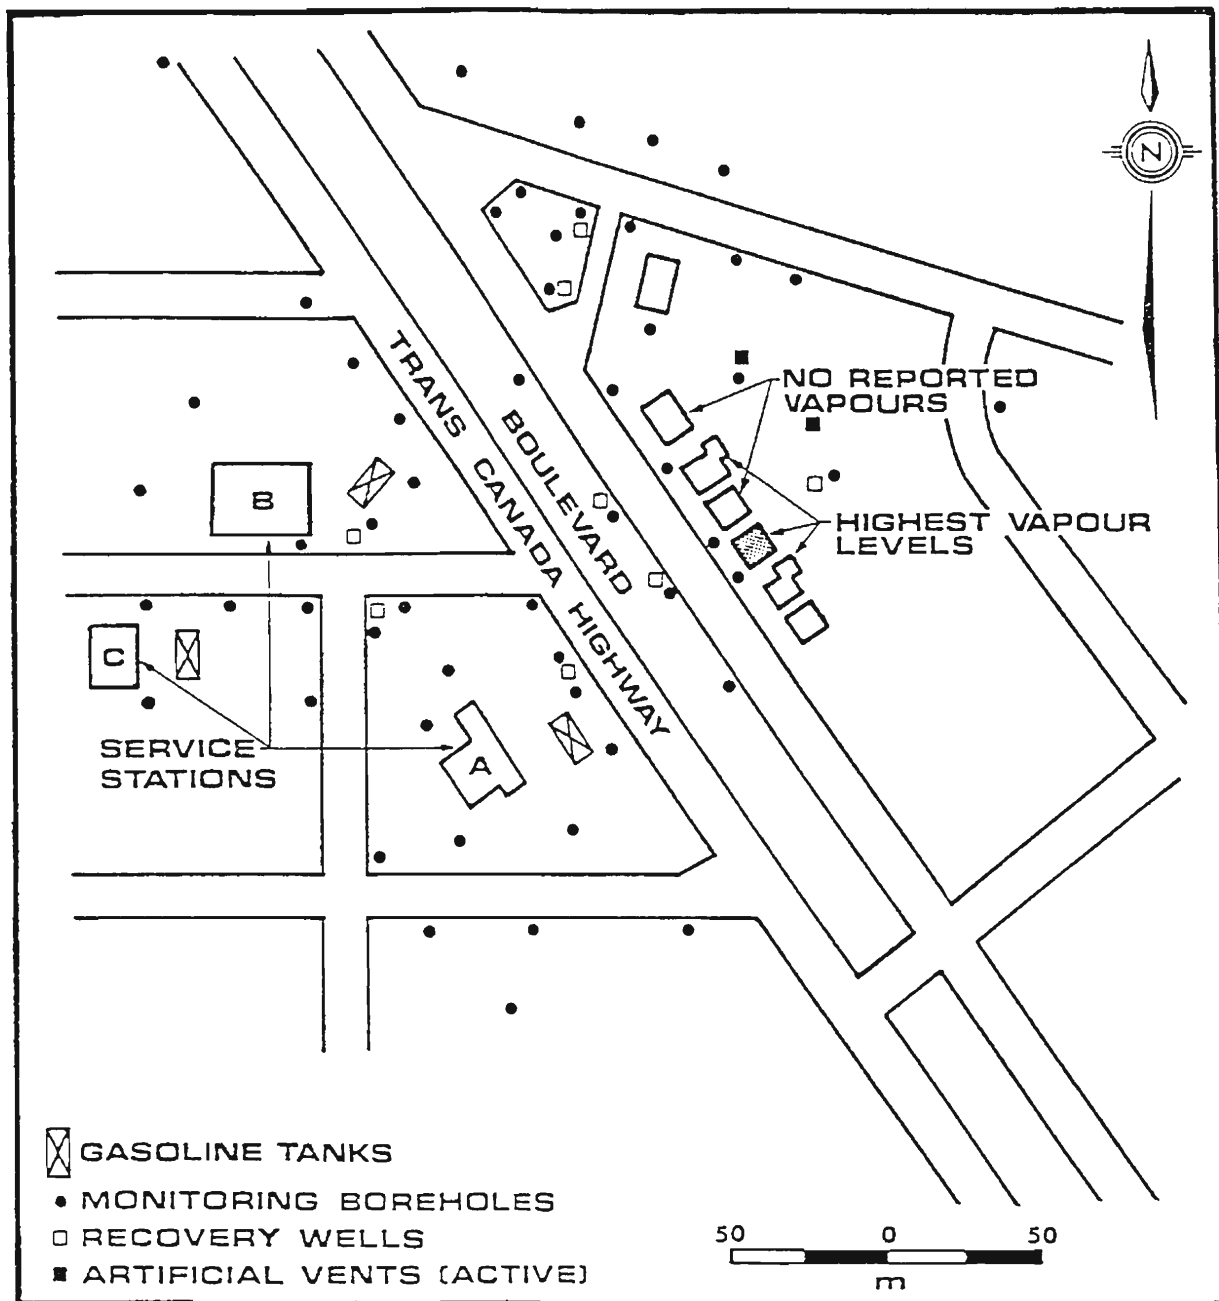 N
TRANS CANADA HIGHWAY
BOULEVARD
NO REPORTED
VAPOURS
HIGHEST VAPOUR
LEVELS
B
C
A
SERVICE
STATIONS
GASOLINE TANKS
MONITORING BOREHOLES
RECOVERY WELLS
ARTIFICIAL VENTS (ACTIVE)
50 0 50
m